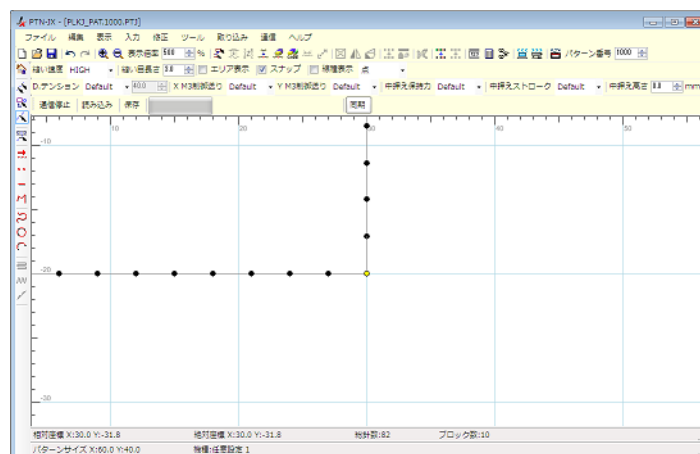 PTN-JX - [PLK3_PAT.1000.PTJ]
ファイル 編集 表示 入力 修正 ツール 取り込み 通信 ヘルプ
表示倍率 500 % パターン番号 1000
縫い速度 HIGH 縫い目長さ 3.0 エリア表示 スナップ 点
D.テンション Default 40.0 X M3制御送り Default Y M3制御送り Default 中押え保持力 Default 中押えストローク Default 中押え高さ mm
通信停止 読み込み 保存 同期
10 20 30 40 50
-10
-20
-30
相対座標 X:30.0 Y:-31.8 絶対座標 X:30.0 Y:-31.8 総針数:82 ブロック数:10
パターンサイズ X:60.0 Y:40.0 機種:任意設定 1